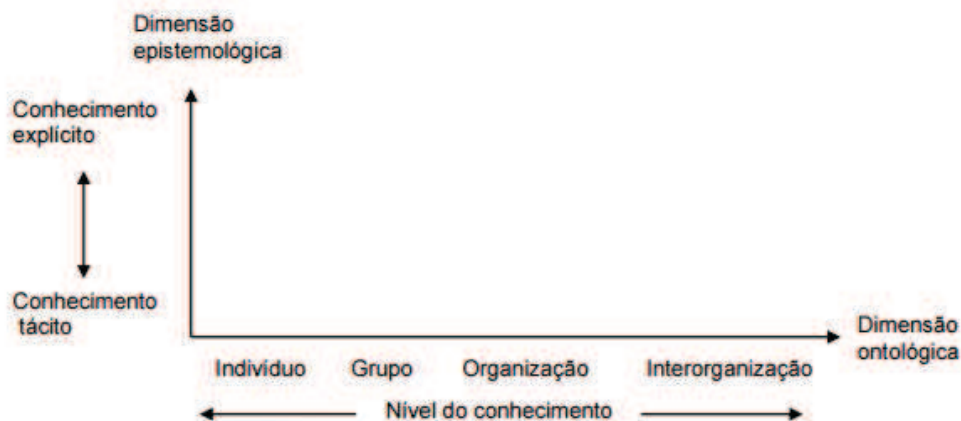 Dimensão
epistemológica
Conhecimento
explícito
Conhecimento
tácito
Dimensão
ontológica
Indivíduo Grupo Organização Interorganização
Nível do conhecimento